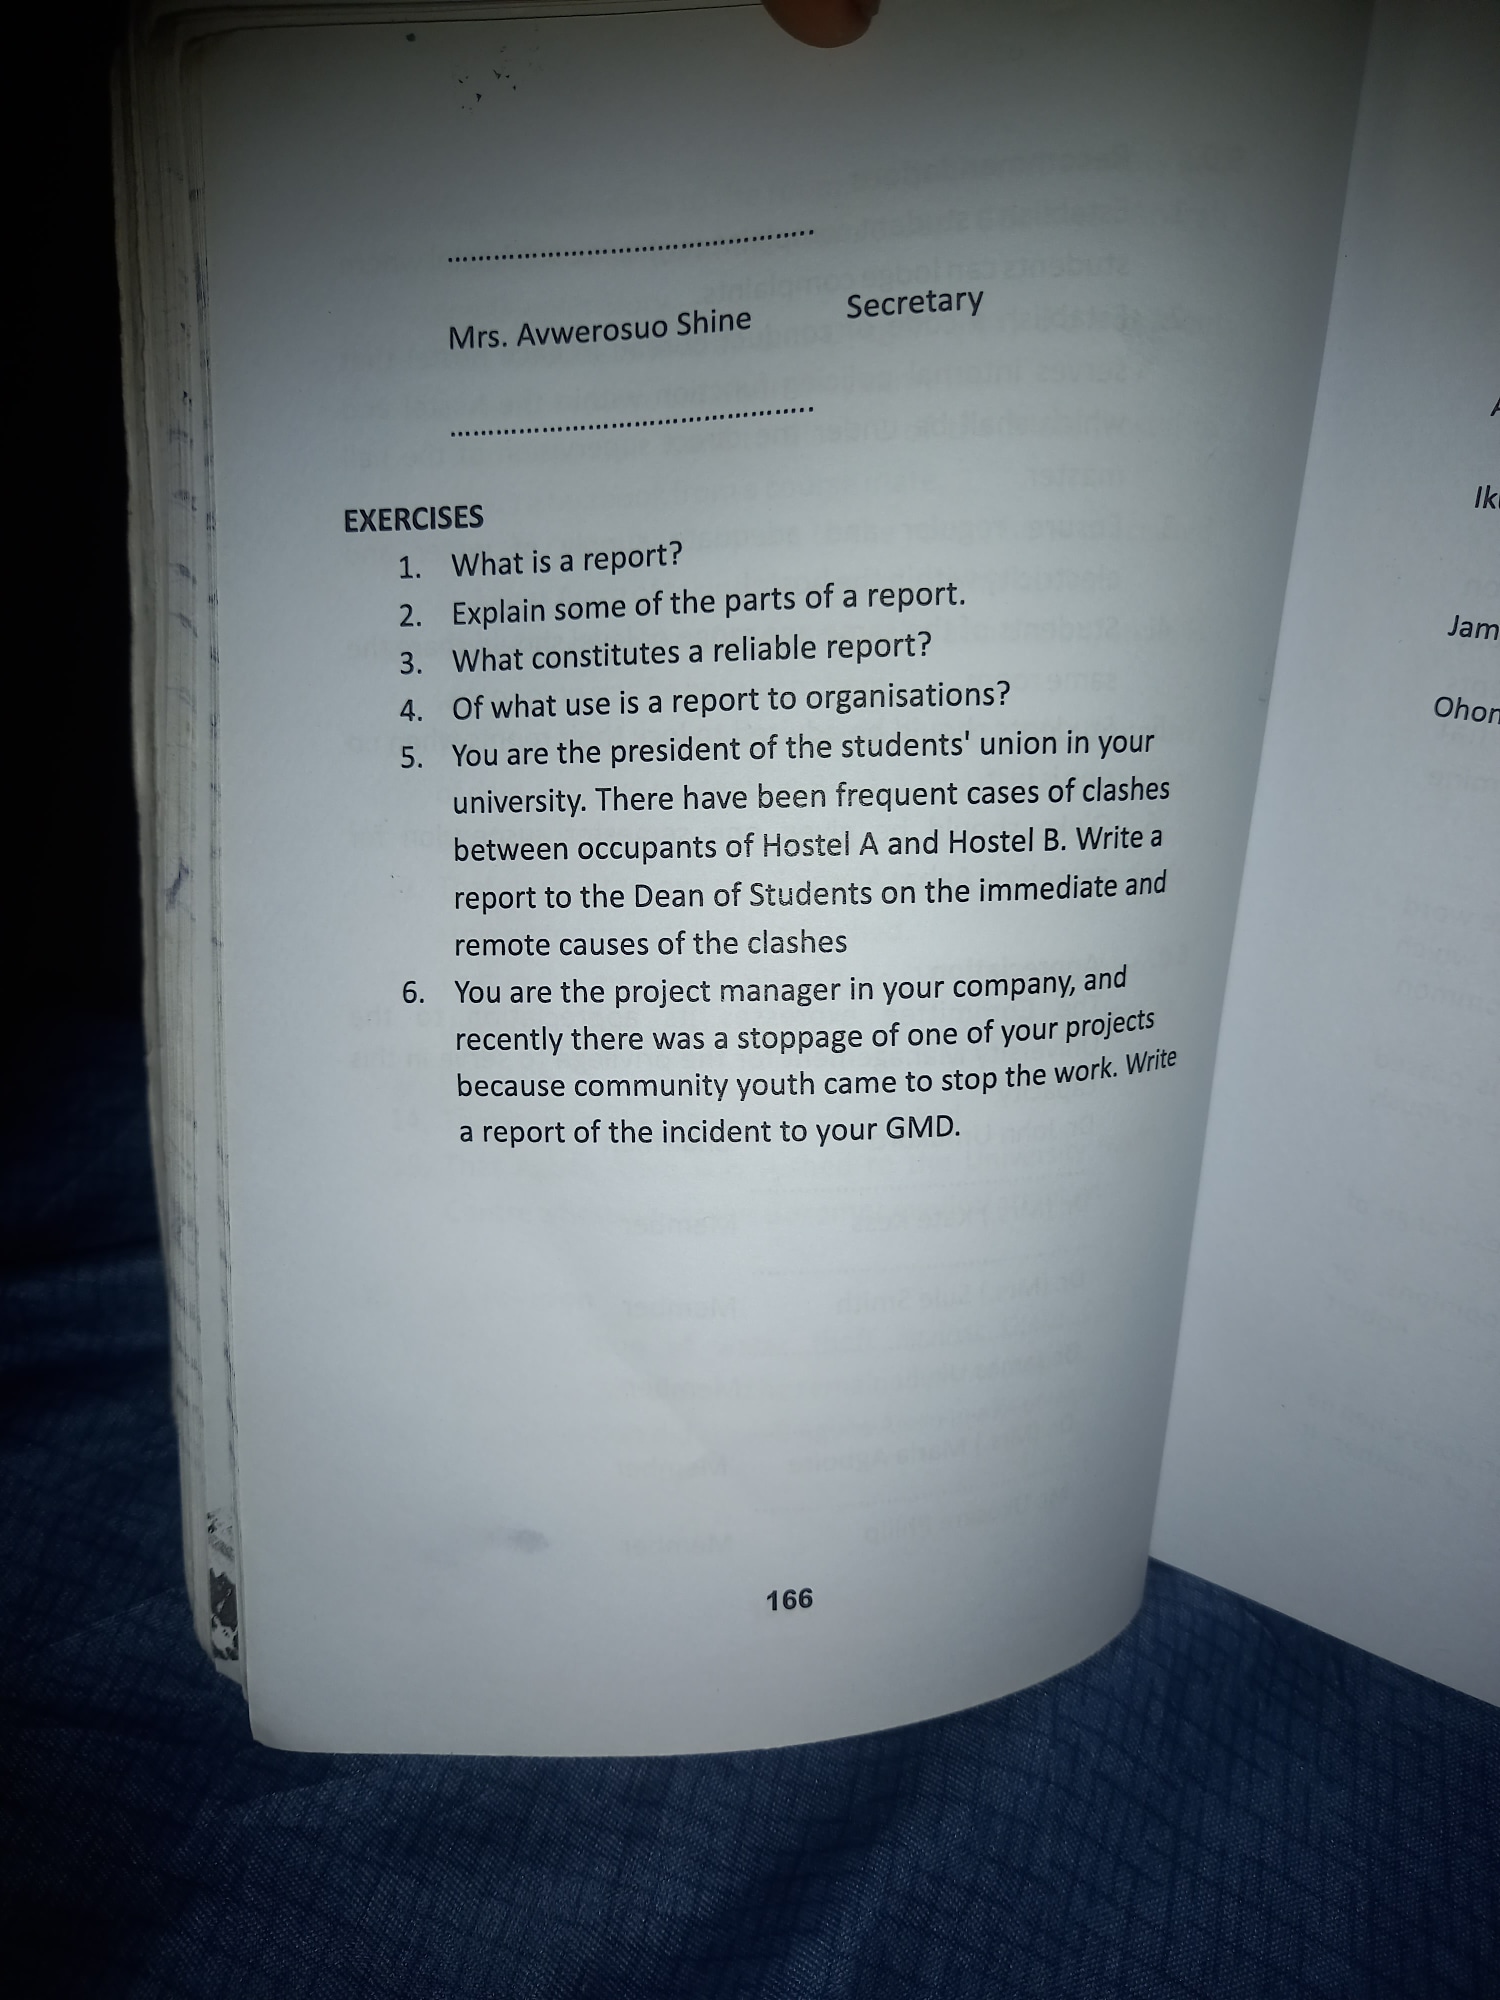 Mrs. Avwerosuo Shine Secretary
EXERCISES
1. What is a report?
2. Explain some of the parts of a report.
3. What constitutes a reliable report?
4. Of what use is a report to organisations?
5. You are the president of the students' union in your
university. There have been frequent cases of clashes
between occupants of Hostel A and Hostel B. Write a
report to the Dean of Students on the immediate and
remote causes of the clashes
6. You are the project manager in your company, and
recently there was a stoppage of one of your projects
because community youth came to stop the work. Write
a report of the incident to your GMD.
166
Jam
Ohon